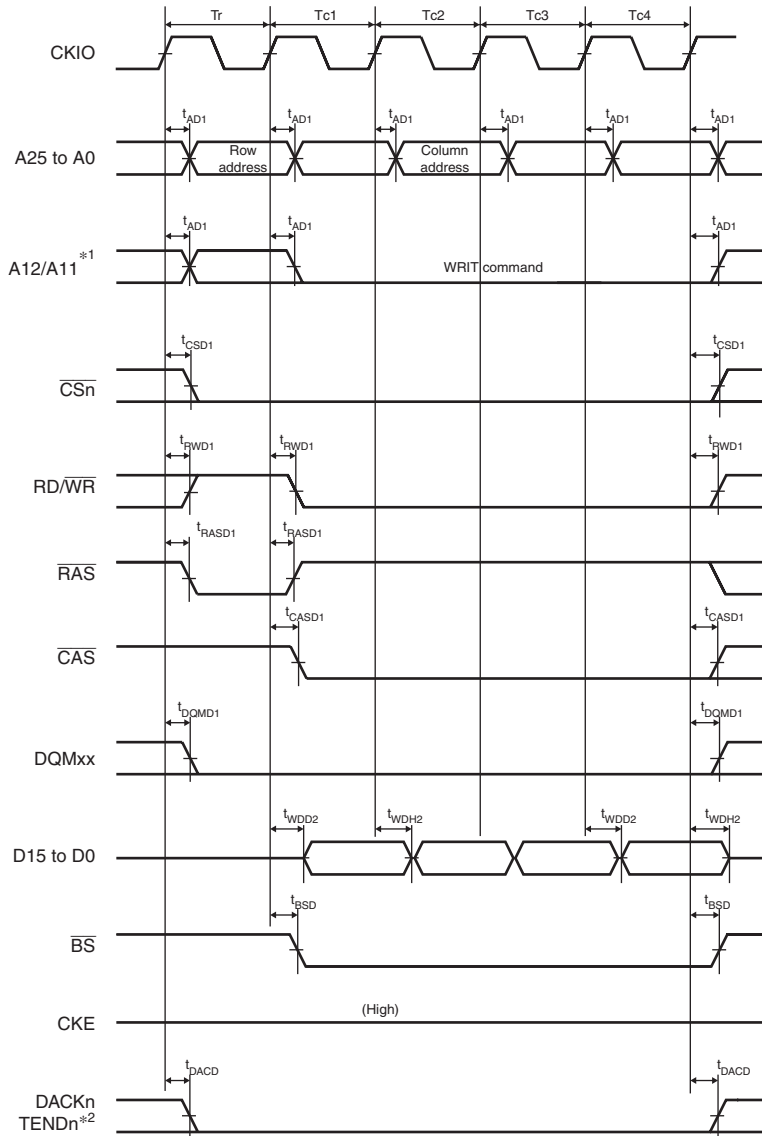 Tr Tc1 Tc2 Tc3 Tc4
CKIO
tAD1 tAD1 tAD1 tAD1 tAD1 tAD1
A25 to A0
Row address
Column address
tAD1 tAD1 tAD1
A12/A11*1
WRIT command
tCSD1 tCSD1
CSn
tRWD1 tRWD1 tRWD1
RD/WR
tRASD1 tRASD1
RAS
tCASD1 tCASD1
CAS
tDQMD1 tDQMD1
DQMxx
tWDD2 tWDH2 tWDD2 tWDH2
D15 to D0
tBSD tBSD
BS
(High)
CKE
tDACD tDACD
DACKn
TENDn*2